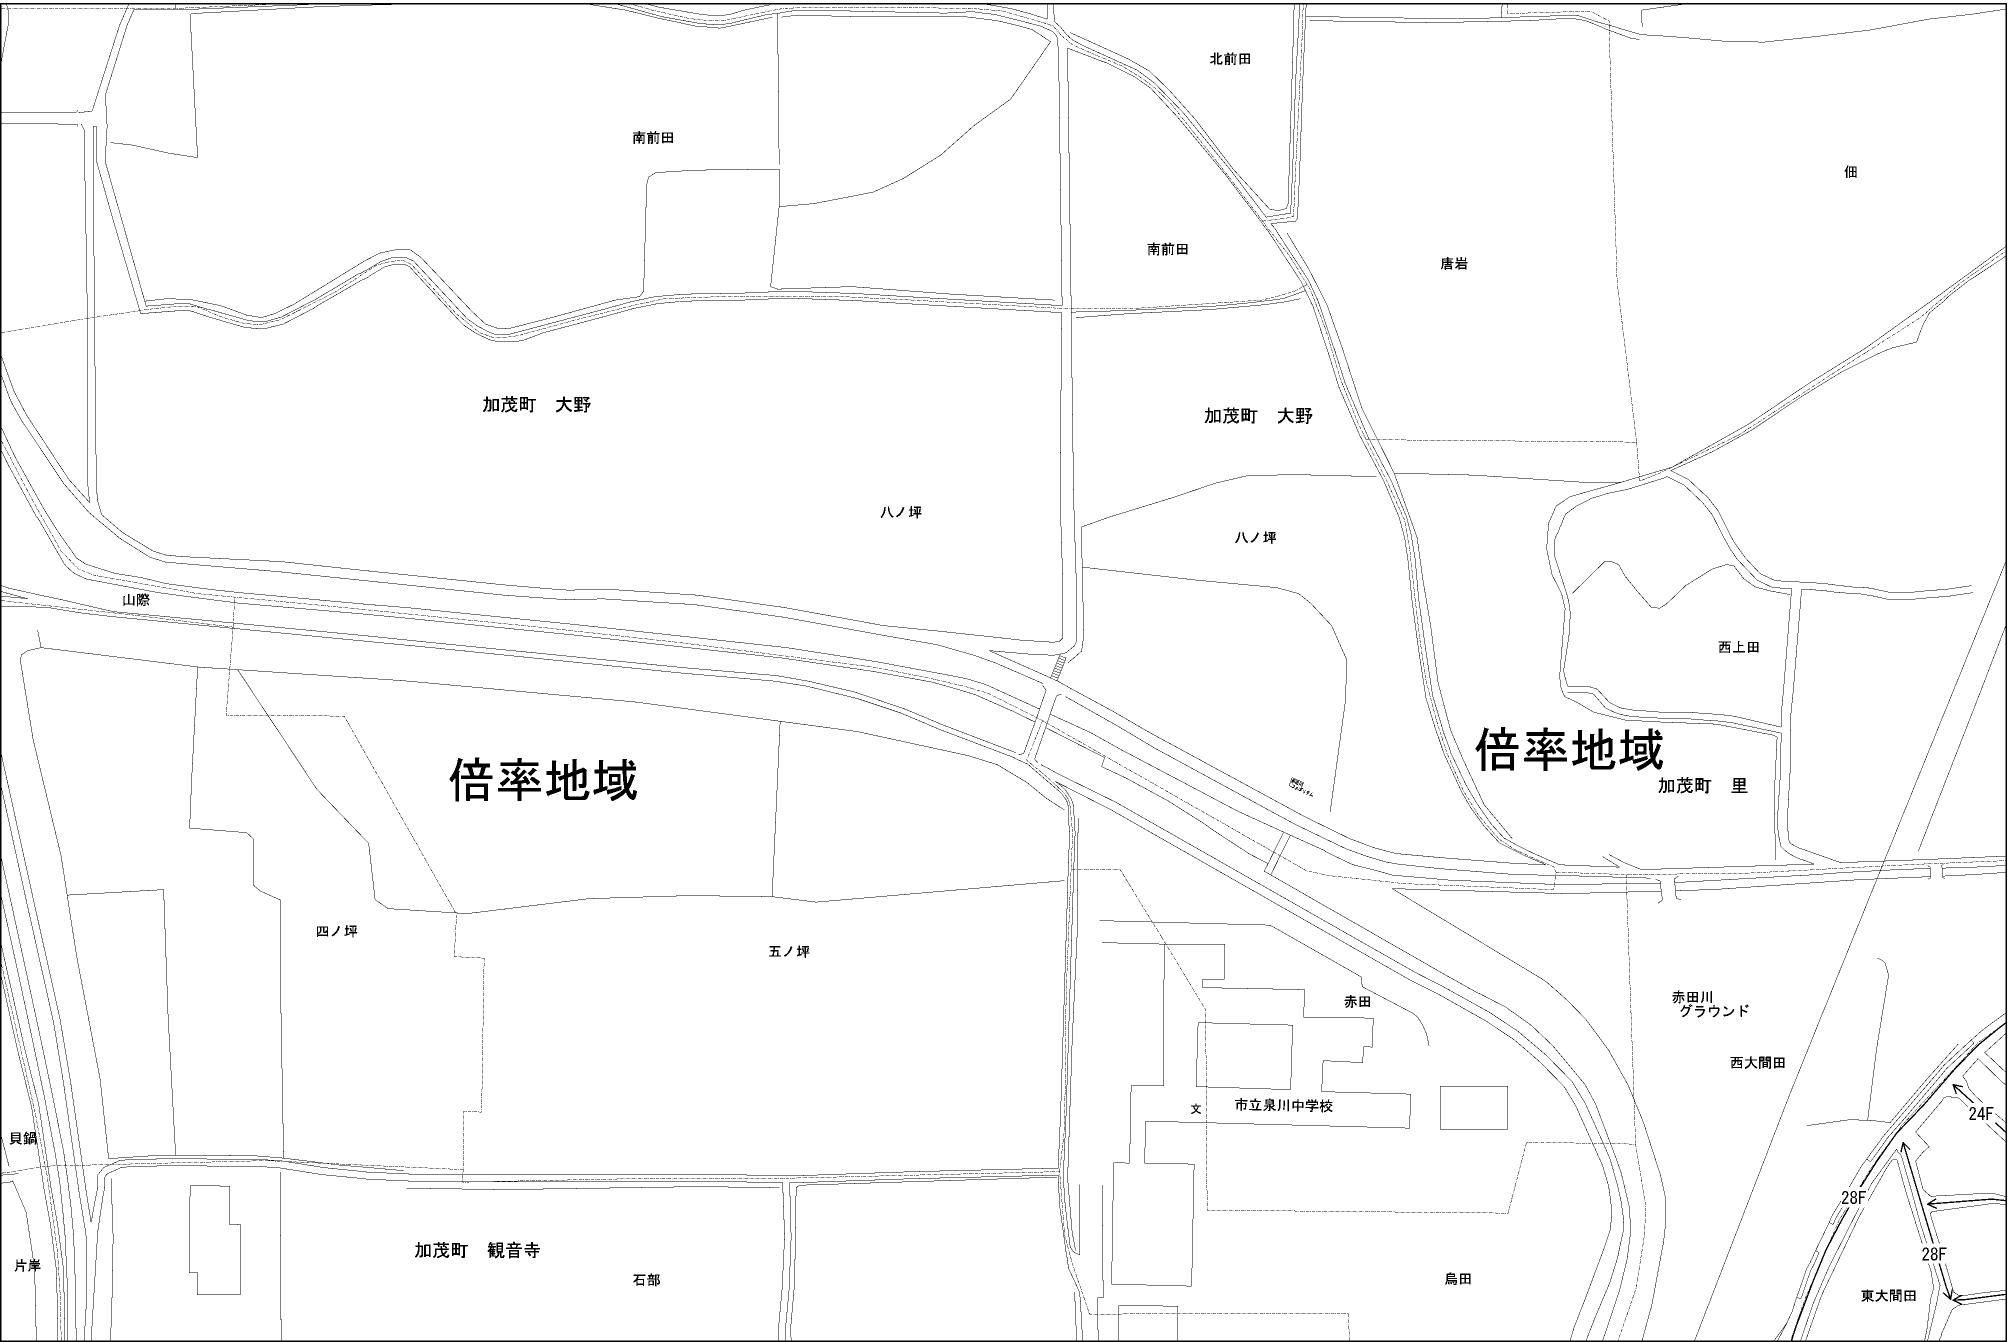 北前田
南前田
佃
南前田
唐岩
加茂町 大野
加茂町 大野
八ノ坪
八ノ坪
山際
西上田
倍率地域
倍率地域
加茂町 里
四ノ坪
五ノ坪
赤田
赤田川
グラウンド
西大間田
文
市立泉川中学校
24F
貝鍋
28F
加茂町 観音寺
28F
片岸
石部
烏田
東大間田